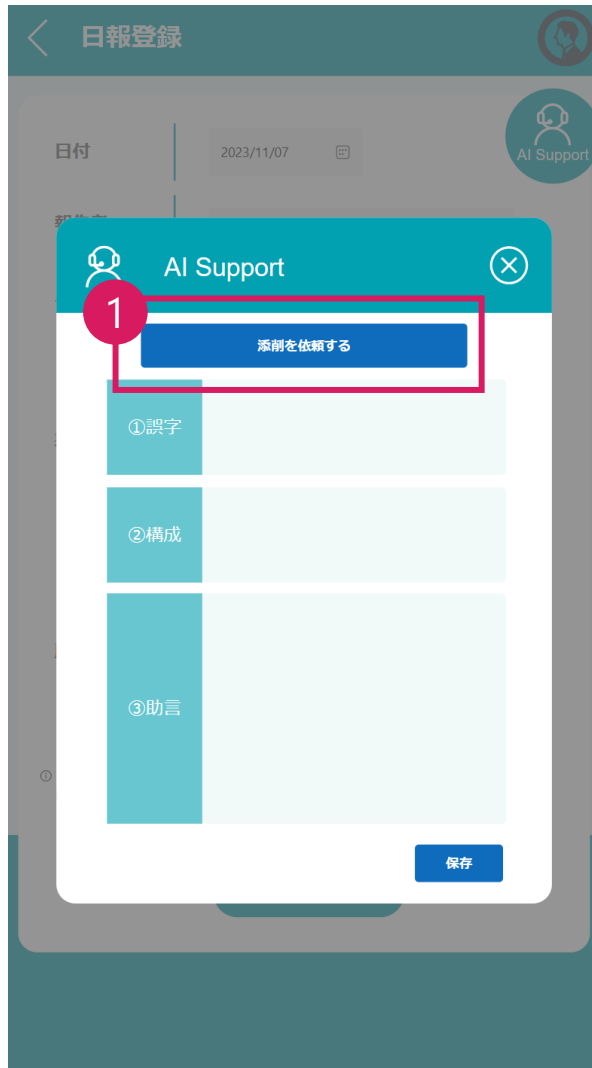 日報登録
日付
2023/11/07
AI Support
AI Support
1
添削を依頼する
①誤字
②構成
③助言
保存